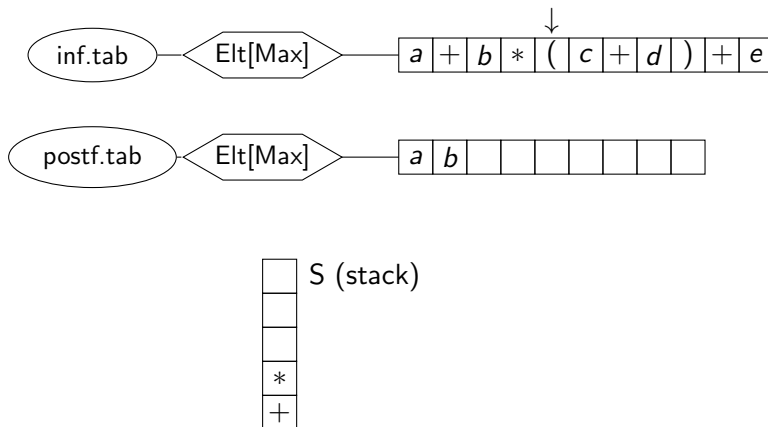 ↓
inf.tab Elt[Max] a + b * ( c + d ) + e
postf.tab Elt[Max] a b
S (stack)
*
+